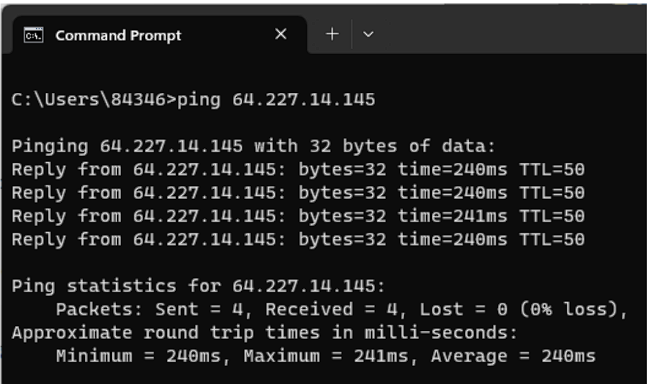 Command Prompt
C:\Users\84346>ping 64.227.14.145
Pinging 64.227.14.145 with 32 bytes of data:
Reply from 64.227.14.145: bytes=32 time=240ms TTL=50
Reply from 64.227.14.145: bytes=32 time=240ms TTL=50
Reply from 64.227.14.145: bytes=32 time=241ms TTL=50
Reply from 64.227.14.145: bytes=32 time=240ms TTL=50
Ping statistics for 64.227.14.145:
Packets: Sent = 4, Received = 4, Lost = 0 (0% loss),
Approximate round trip times in milli-seconds:
Minimum = 240ms, Maximum = 241ms, Average = 240ms